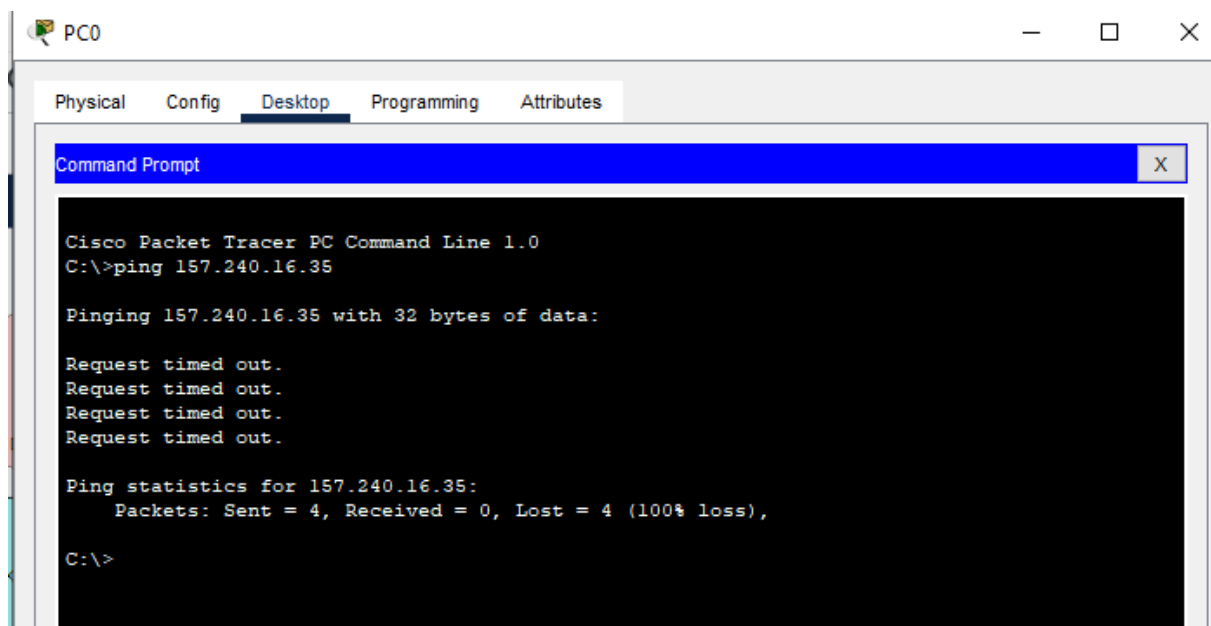 PC0
Physical Config Desktop Programming Attributes
Command Prompt
X
Cisco Packet Tracer PC Command Line 1.0
C:\>ping 157.240.16.35
Pinging 157.240.16.35 with 32 bytes of data:
Request timed out.
Request timed out.
Request timed out.
Request timed out.
Ping statistics for 157.240.16.35:
Packets: Sent = 4, Received = 0, Lost = 4 (100% loss),
C:\>